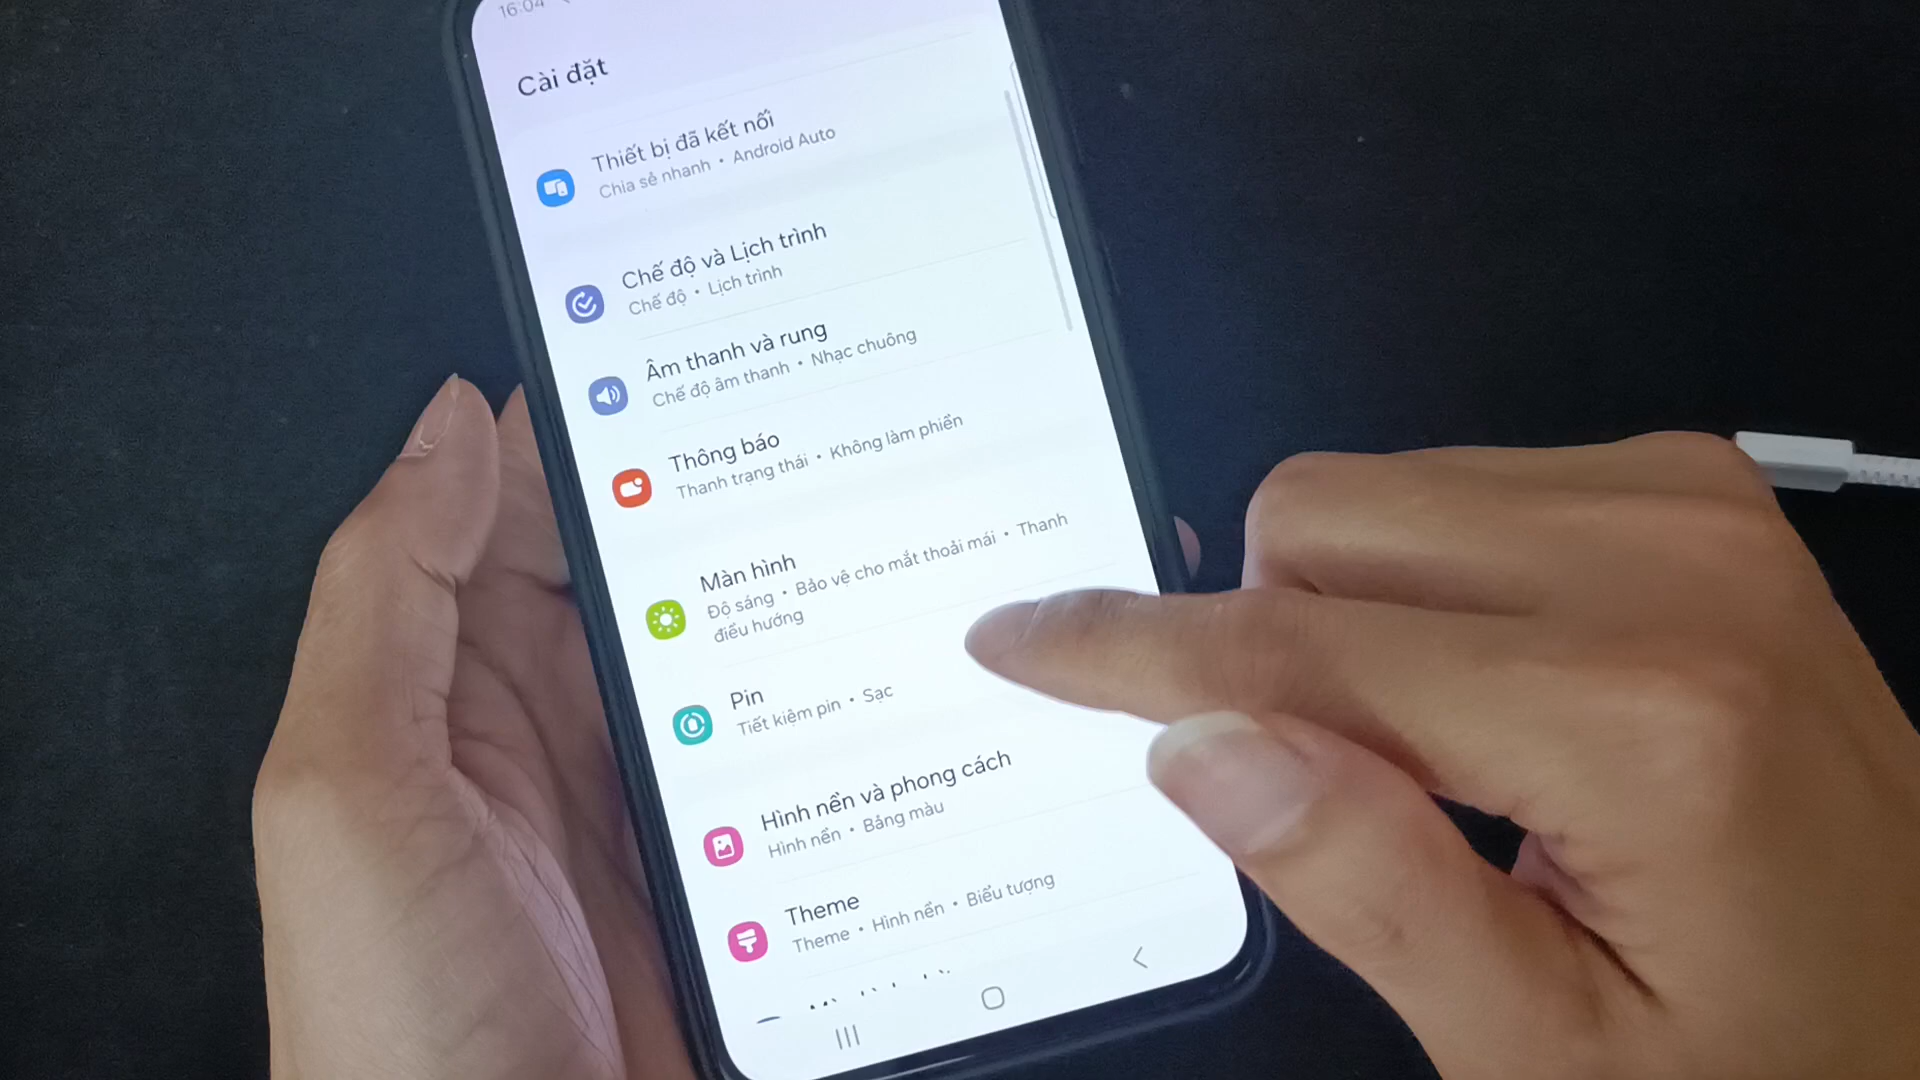 16:04
Cài đặt
Thiết bị đã kết nối
Chia sẻ nhanh • Android Auto
Chế độ và Lịch trình
Chế độ • Lịch trình
Âm thanh và rung
Chế độ âm thanh • Nhạc chuông
Thông báo
Thanh trạng thái • Không làm phiền
Màn hình
Độ sáng • Bảo vệ cho mắt thoải mái • Thanh
điều hướng
Pin
Tiết kiệm pin • Sạc
Hình nền và phong cách
Hình nền • Bảng màu
Theme
Theme • Hình nền • Biểu tượng